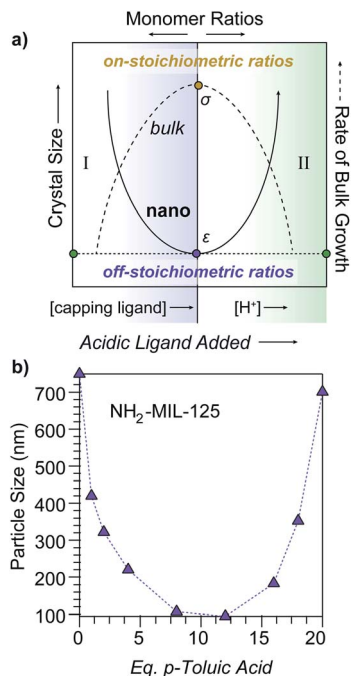 Monomer Ratios
a)
on-stoichiometric ratios
σ
I
bulk
II
nano
ε
off-stoichiometric ratios
Crystal Size
Rate of Bulk Growth
[capping ligand]
[H⁺]
Acidic Ligand Added
b)
NH₂-MIL-125
700
600
500
400
300
200
100
Particle Size (nm)
0 5 10 15 20
Eq. p-Toluic Acid